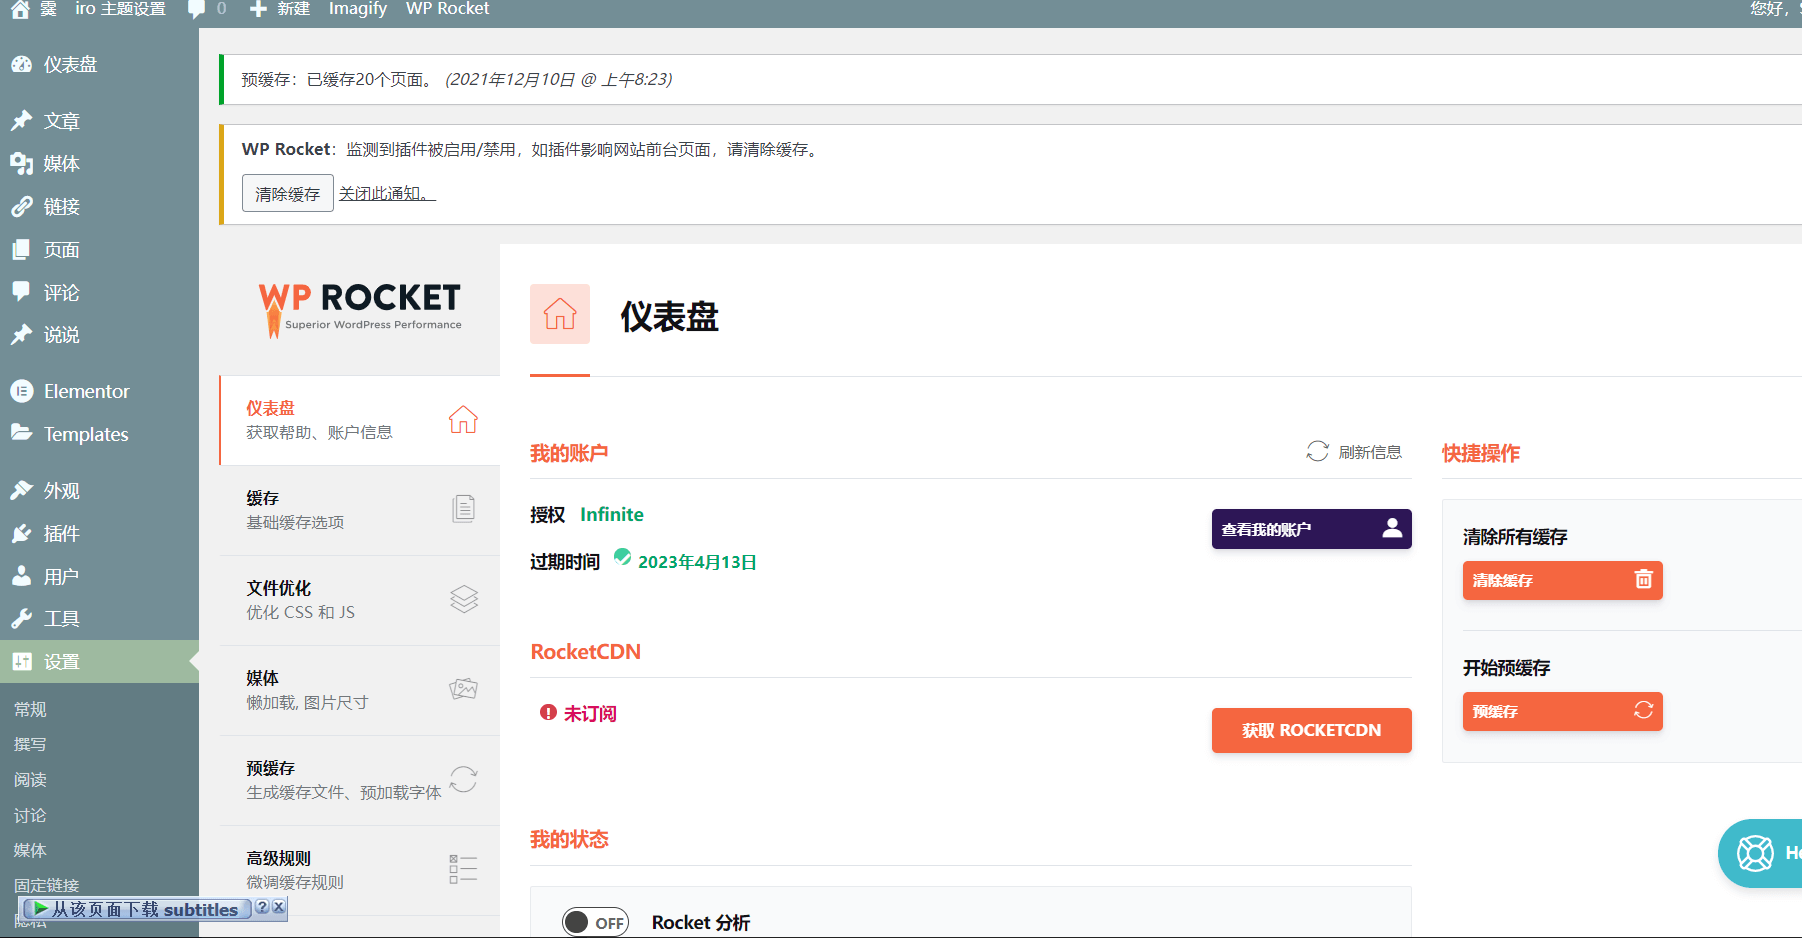 霙 iro 主题设置 0 新建 Imagify WP Rocket
您好，
仪表盘
文章
媒体
链接
页面
评论
说说
Elementor
Templates
外观
插件
用户
工具
设置
常规
撰写
阅读
讨论
媒体
固定链接
隐私
从该页面下载 subtitles
预缓存：已缓存20个页面。 (2021年12月10日 @ 上午8:23)
WP Rocket：监测到插件被启用/禁用，如插件影响网站前台页面，请清除缓存。
清除缓存 关闭此通知。
WP ROCKET
Superior WordPress Performance
仪表盘
获取帮助、账户信息
缓存
基础缓存选项
文件优化
优化 CSS 和 JS
媒体
懒加载, 图片尺寸
预缓存
生成缓存文件、预加载字体
高级规则
微调缓存规则
仪表盘
我的账户
刷新信息
授权 Infinite
查看我的账户
过期时间 2023年4月13日
RocketCDN
未订阅
获取 ROCKETCDN
我的状态
OFF Rocket 分析
快捷操作
清除所有缓存
清除缓存
开始预缓存
预缓存